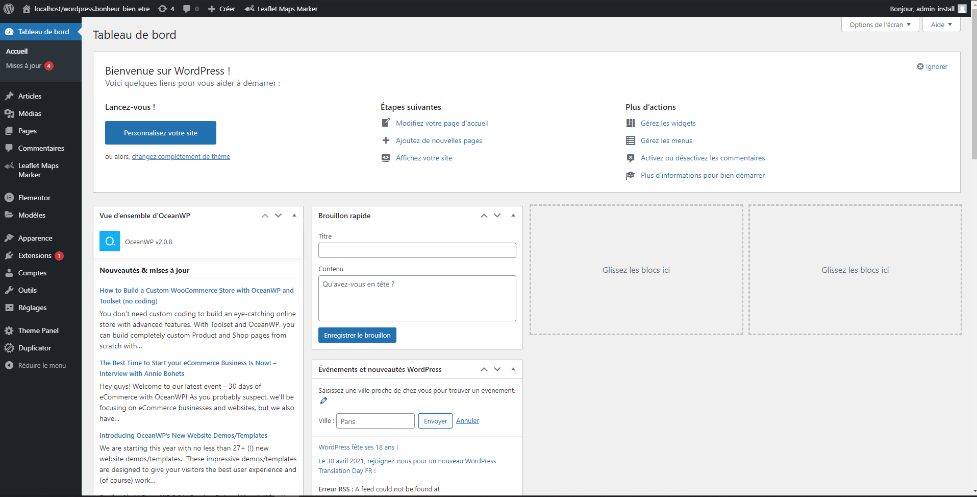 localhost/wordpress.bonheur_bien_etre
4
0
Créer
Leaflet Maps Marker
Bonjour, admin_install
Tableau de bord
Accueil
Mises à jour 4
Articles
Médias
Pages
Commentaires
Leaflet Maps
Marker
Elementor
Modèles
Apparence
Extensions 1
Comptes
Outils
Réglages
Theme Panel
Duplicator
Réduire le menu
Options de l'écran
Aide
Tableau de bord
Bienvenue sur WordPress !
Voici quelques liens pour vous aider à démarrer :
Ignorer
Lancez-vous !
Personnalisez votre site
ou alors, changez complètement de thème
Étapes suivantes
Modifiez votre page d'accueil
Ajoutez de nouvelles pages
Affichez votre site
Plus d'actions
Gérez les widgets
Gérez les menus
Activez ou désactivez les commentaires
Plus d'informations pour bien démarrer
Vue d'ensemble d'OceanWP
O.
OceanWP v2.0.8
Nouveautés & mises à jour
How to Build a Custom WooCommerce Store with OceanWP and
Toolset (no coding)
You don't need custom coding to build an eye-catching online
store with advanced features. With Toolset and OceanWP, you
can build completely custom Product and Shop pages from
scratch with...
The Best Time to Start your eCommerce Business Is Now! –
Interview with Annie Bohets
Hey guys! Welcome to our latest event – 30 days of
eCommerce with OceanWP! As you probably suspect, we'll be
focusing on eCommerce businesses and websites, but we also
have...
Introducing OceanWP's New Website Demos/Templates
We are starting this year with no less than 27+ (!) new
website demos/templates. These impressive demos/templates
are designed to give your visitors the best user experience and
(of course) work...
Brouillon rapide
Titre
Contenu
Qu'avez-vous en tête ?
Enregistrer le brouillon
Évènements et nouveautés WordPress
Saisissez une ville proche de chez vous pour trouver un évènement.
Ville :
Paris
Envoyer
Annuler
WordPress fête ses 18 ans !
Le 30 avril 2021, rejoignez-nous pour un nouveau WordPress
Translation Day FR !
Erreur RSS : A feed could not be found at
Glissez les blocs ici
Glissez les blocs ici